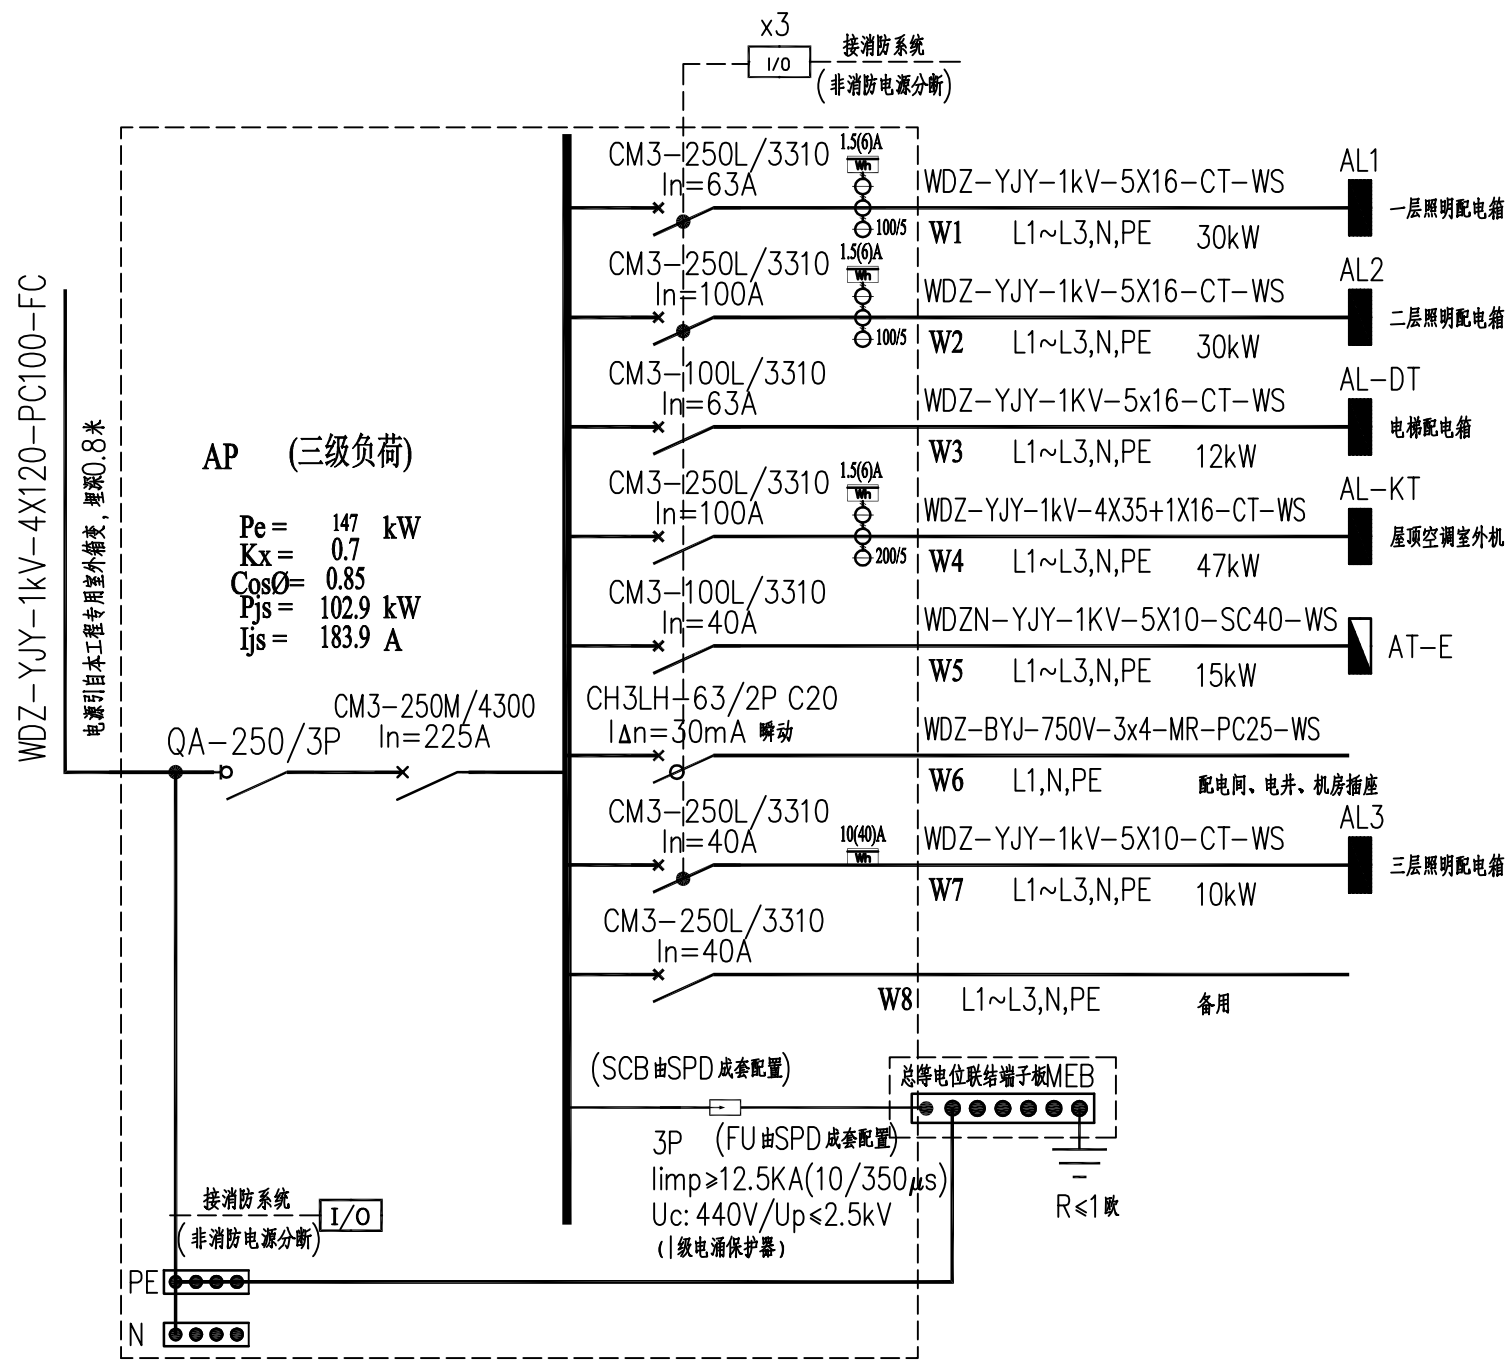 x3
I/O
接消防系统
(非消防电源分断)
WDZ-YJY-1kV-4X120-PC100-FC
电源引自本工程专用室外箱变，埋深0.8米
AP (三级负荷)
Pe = 147 kW
Kx = 0.7
CosØ= 0.85
Pjs = 102.9 kW
Ijs = 183.9 A
QA-250/3P
CM3-250M/4300
In=225A
CM3-250L/3310
In=63A
1.5(6)A
Wh
100/5
WDZ-YJY-1kV-5X16-CT-WS
W1 L1~L3,N,PE 30kW
AL1
一层照明配电箱
CM3-250L/3310
In=100A
1.5(6)A
Wh
100/5
WDZ-YJY-1kV-5X16-CT-WS
W2 L1~L3,N,PE 30kW
AL2
二层照明配电箱
CM3-100L/3310
In=63A
WDZ-YJY-1KV-5x16-CT-WS
W3 L1~L3,N,PE 12kW
AL-DT
电梯配电箱
CM3-250L/3310
In=100A
1.5(6)A
Wh
200/5
WDZ-YJY-1kV-4X35+1X16-CT-WS
W4 L1~L3,N,PE 47kW
AL-KT
屋顶空调室外机
CM3-100L/3310
In=40A
WDZN-YJY-1KV-5X10-SC40-WS
W5 L1~L3,N,PE 15kW
AT-E
CH3LH-63/2P C20
I∆n=30mA 瞬动
WDZ-BYJ-750V-3x4-MR-PC25-WS
W6 L1,N,PE 配电间、电井、机房插座
CM3-250L/3310
In=40A
10(40)A
Wh
WDZ-YJY-1kV-5X10-CT-WS
W7 L1~L3,N,PE 10kW
AL3
三层照明配电箱
CM3-250L/3310
In=40A
W8 L1~L3,N,PE 备用
(SCB由SPD成套配置)
总等电位联结端子板MEB
3P (FU由SPD成套配置)
Iimp≥12.5KA(10/350μs)
Uc: 440V/Up≤2.5kV
(I级电涌保护器)
R≤1欧
接消防系统
I/O
(非消防电源分断)
PE
N